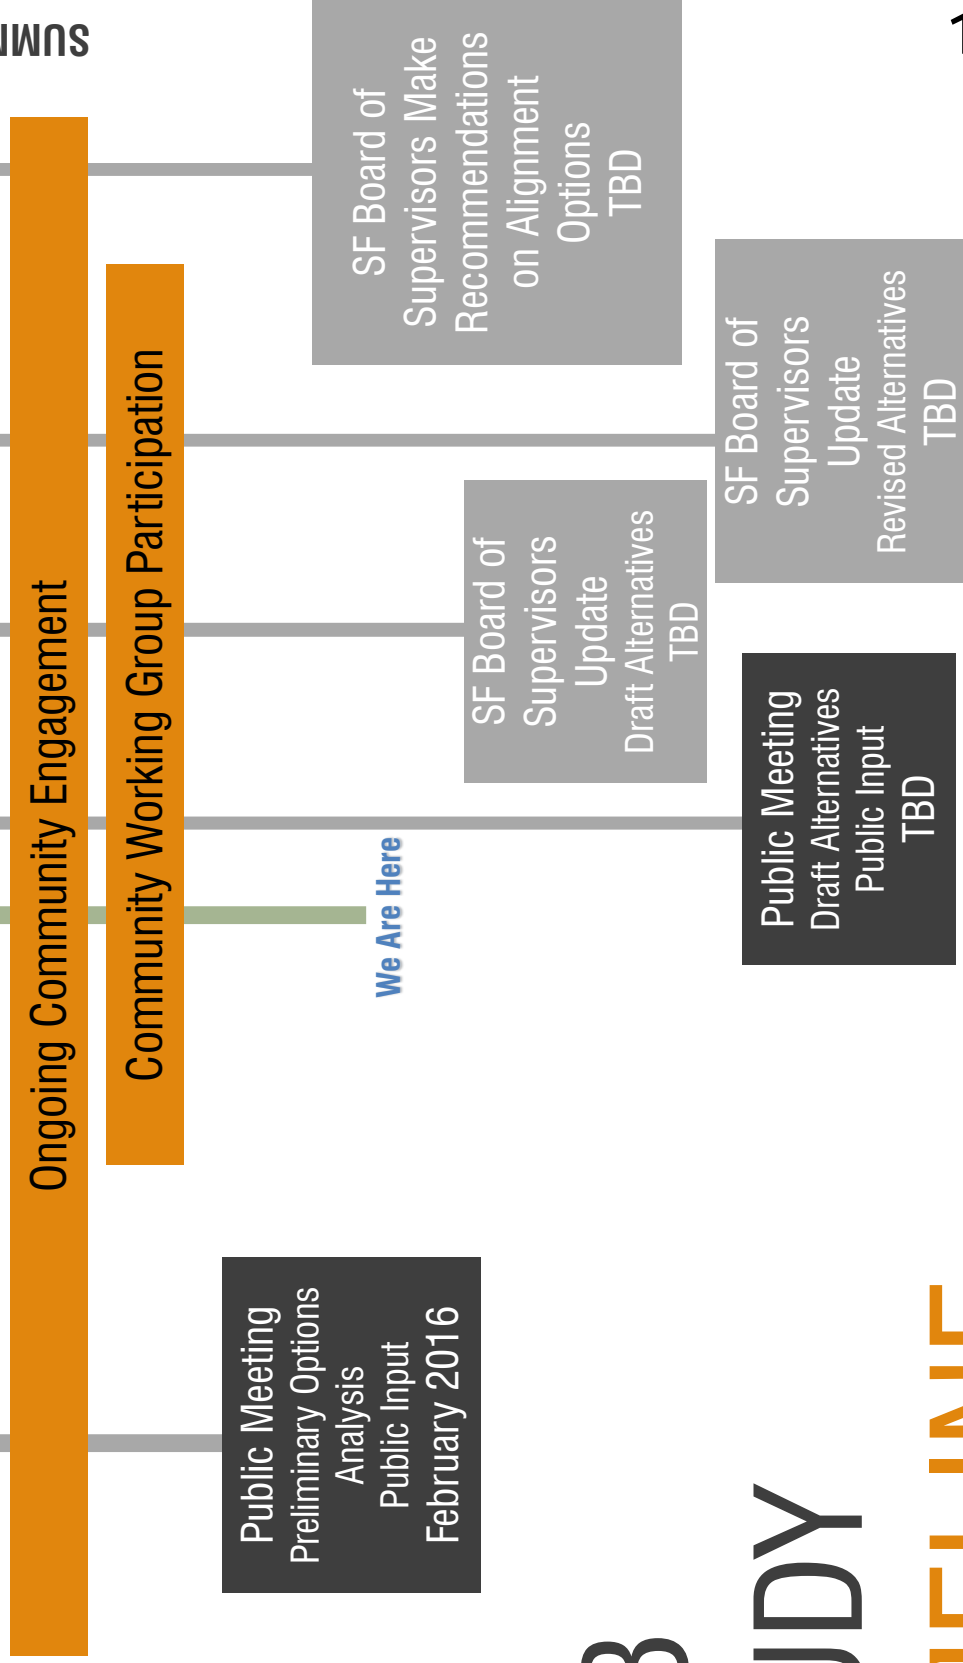 Ongoing Community Engagement
Community Working Group Participation
Public Meeting
Preliminary Options
Analysis
Public Input
February 2016
We Are Here
Public Meeting
Draft Alternatives
Public Input
TBD
SF Board of
Supervisors
Update
Draft Alternatives
TBD
SF Board of
Supervisors
Update
Revised Alternatives
TBD
SF Board of
Supervisors Make
Recommendations
on Alignment
Options
TBD